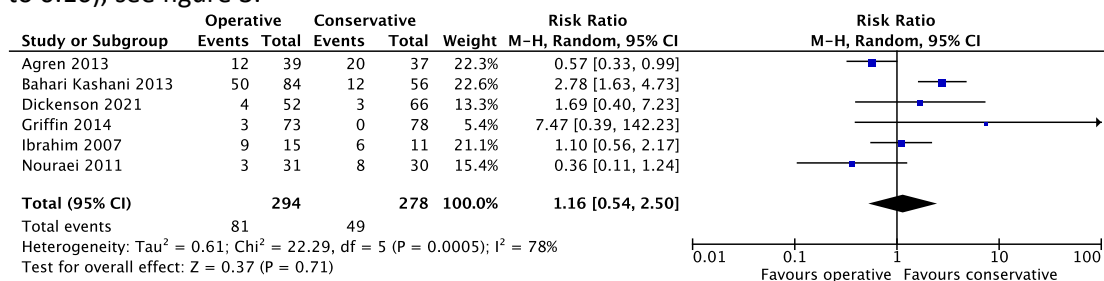 to 0.10), see figure 3.
Operative Conservative Risk Ratio Risk Ratio
Study or Subgroup Events Total Events Total Weight M-H, Random, 95% CI M-H, Random, 95% CI
Agren 2013 12 39 20 37 22.3% 0.57 [0.33, 0.99]
Bahari Kashani 2013 50 84 12 56 22.6% 2.78 [1.63, 4.73]
Dickenson 2021 4 52 3 66 13.3% 1.69 [0.40, 7.23]
Griffin 2014 3 73 0 78 5.4% 7.47 [0.39, 142.23]
Ibrahim 2007 9 15 6 11 21.1% 1.10 [0.56, 2.17]
Nouraei 2011 3 31 8 30 15.4% 0.36 [0.11, 1.24]
Total (95% CI) 294 278 100.0% 1.16 [0.54, 2.50]
Total events 81 49
Heterogeneity: Tau² = 0.61; Chi² = 22.29, df = 5 (P = 0.0005); I² = 78%
Test for overall effect: Z = 0.37 (P = 0.71)
0.01 0.1 1 10 100
Favours operative Favours conservative